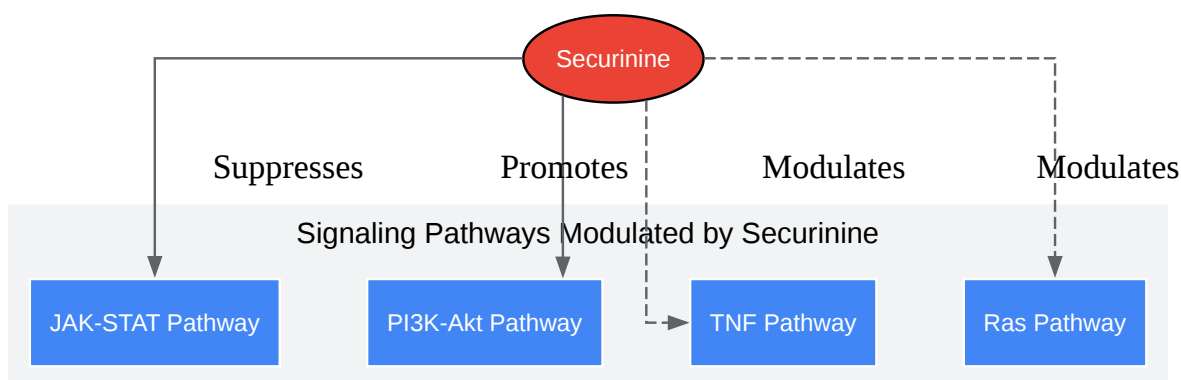 Securinine
Suppresses Promotes Modulates Modulates
Signaling Pathways Modulated by Securinine
JAK-STAT Pathway PI3K-Akt Pathway TNF Pathway Ras Pathway